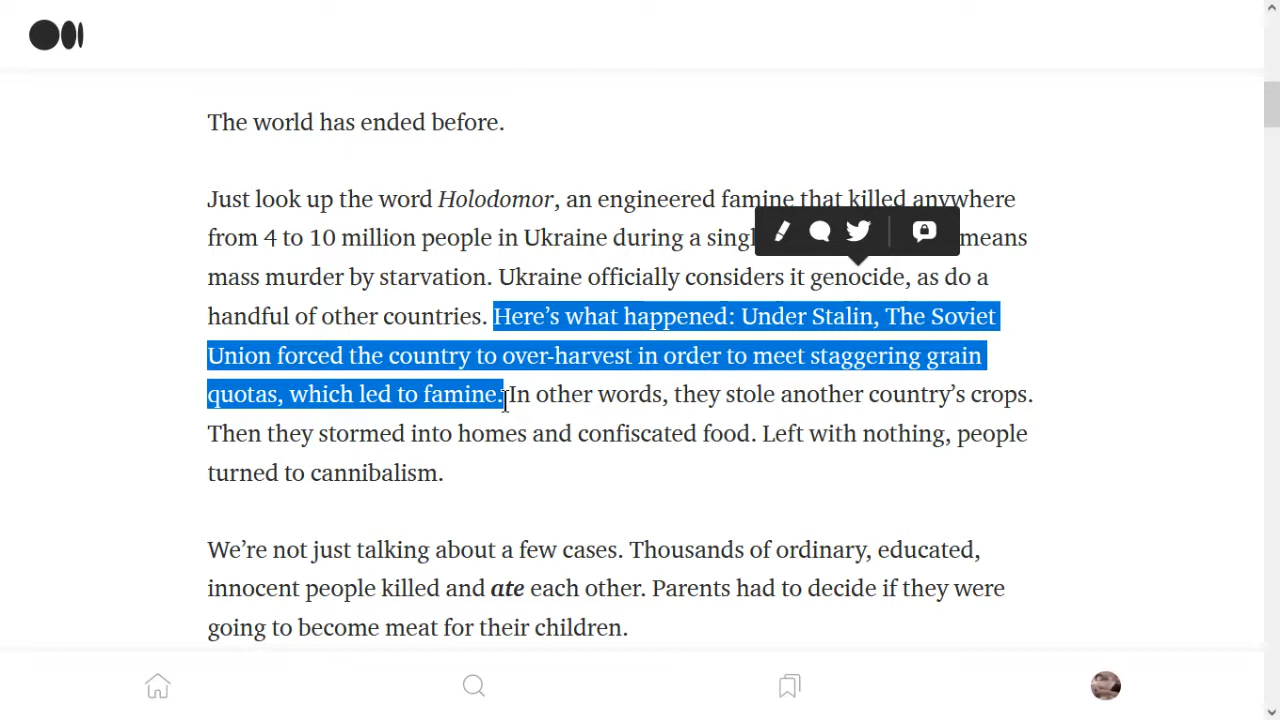 The world has ended before.
Just look up the word Holodomor, an engineered famine that killed anywhere
from 4 to 10 million people in Ukraine during a singl means
mass murder by starvation. Ukraine officially considers it genocide, as do a
handful of other countries. Here’s what happened: Under Stalin, The Soviet
Union forced the country to over-harvest in order to meet staggering grain
quotas, which led to famine. In other words, they stole another country’s crops.
Then they stormed into homes and confiscated food. Left with nothing, people
turned to cannibalism.
We’re not just talking about a few cases. Thousands of ordinary, educated,
innocent people killed and ate each other. Parents had to decide if they were
going to become meat for their children.